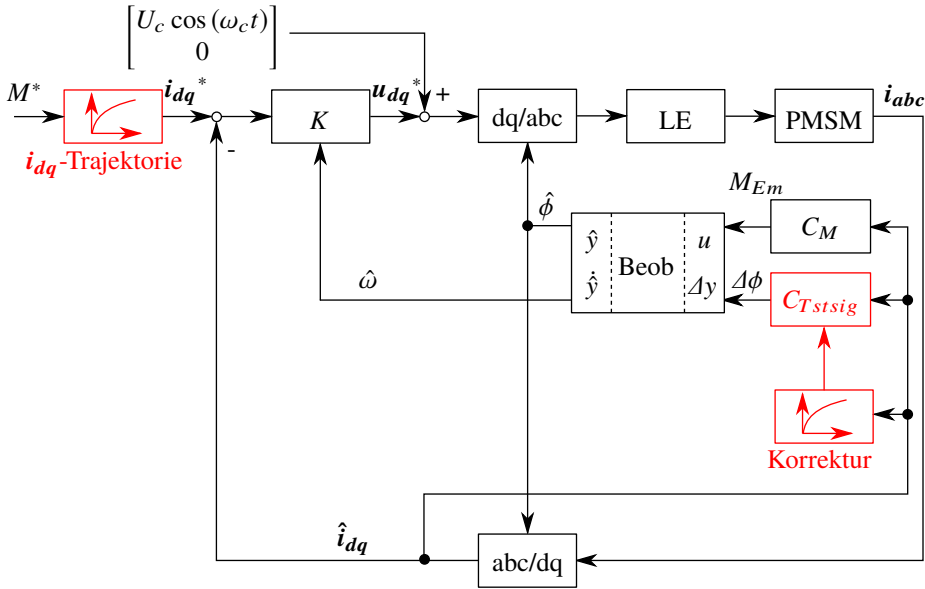 U_c cos (ω_c t)
0
M*
i_dq*
u_dq*
+
i_abc
K
dq/abc
LE
PMSM
-
i_dq-Trajektorie
M_Em
ϕ̂
ŷ
u
C_M
Beob
ω̂
ẏ̂
Δy
Δϕ
C_Tstsig
Korrektur
î_dq
abc/dq